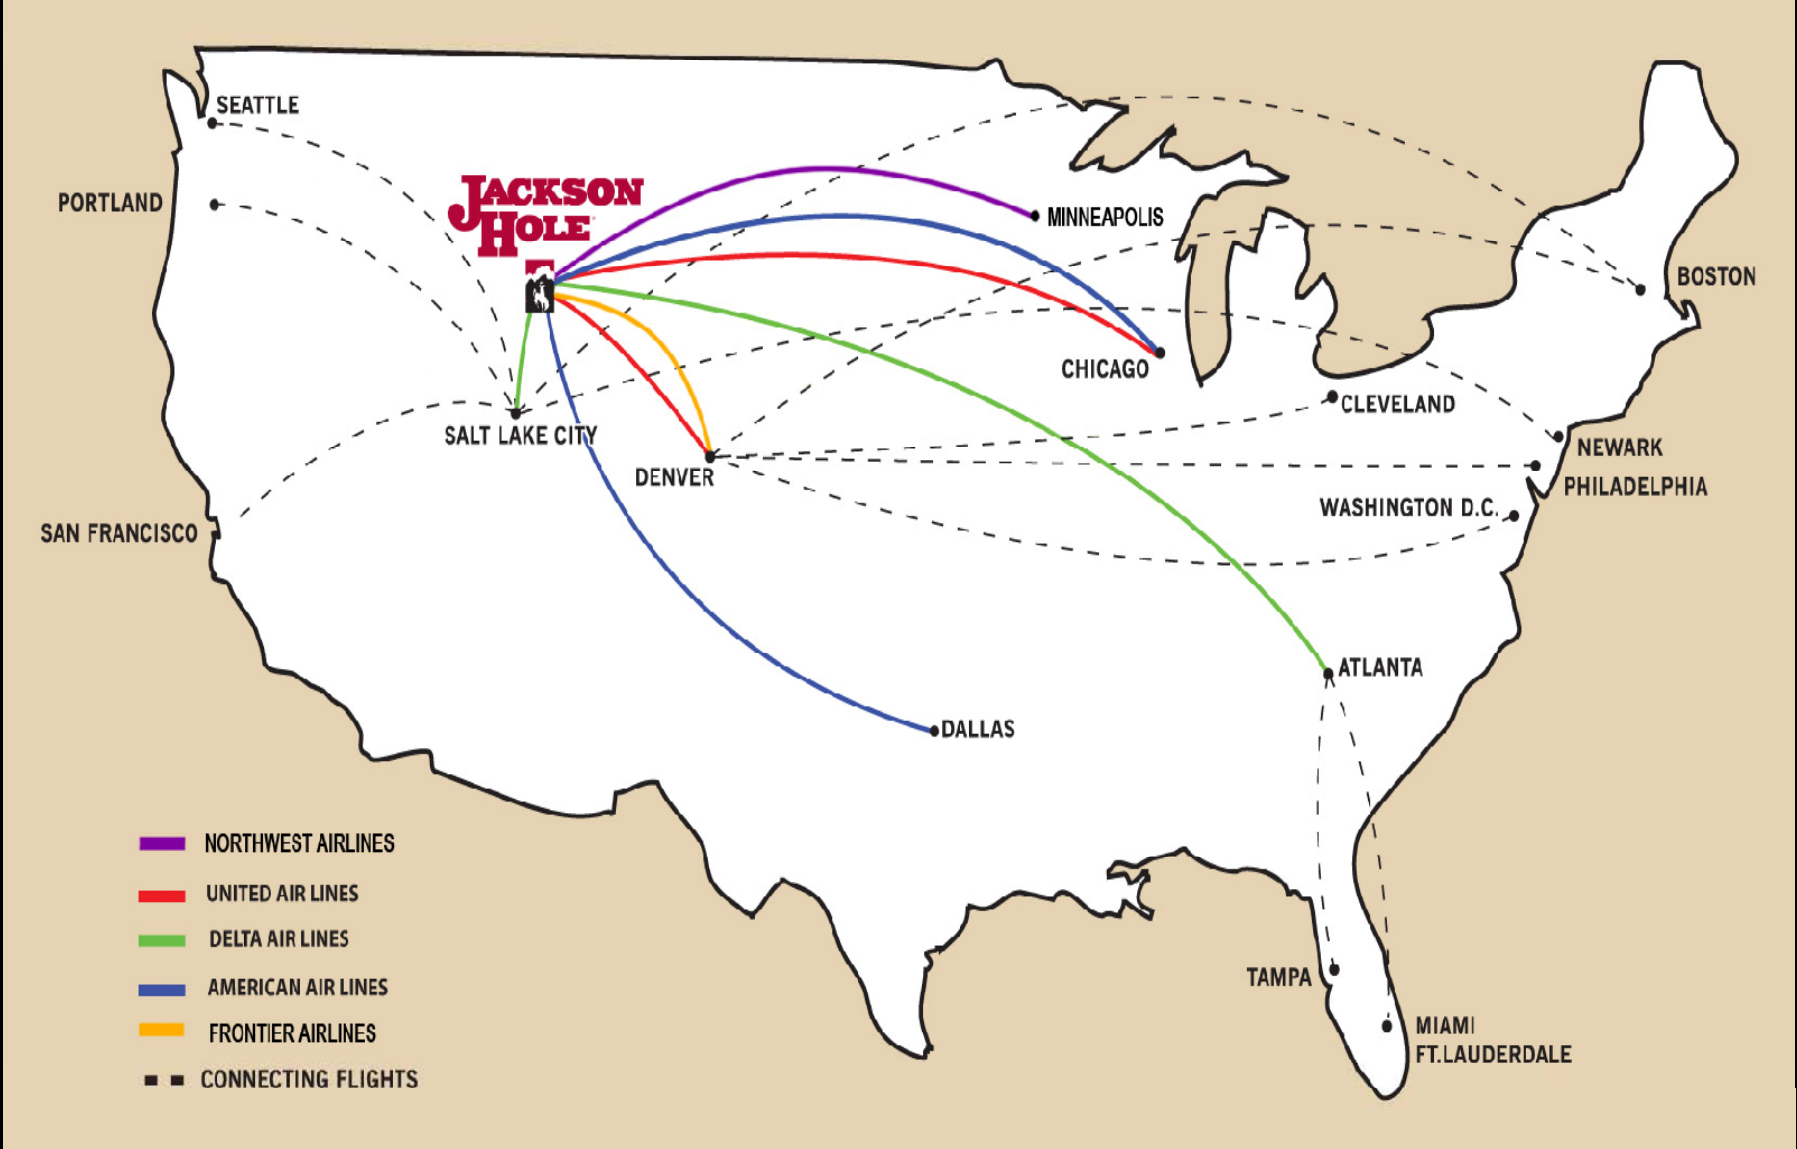 SEATTLE
PORTLAND
JACKSON
HOLE
MINNEAPOLIS
BOSTON
CHICAGO
CLEVELAND
SALT LAKE CITY
DENVER
NEWARK
PHILADELPHIA
WASHINGTON D.C.
SAN FRANCISCO
ATLANTA
DALLAS
NORTHWEST AIRLINES
UNITED AIR LINES
DELTA AIR LINES
AMERICAN AIR LINES
FRONTIER AIRLINES
CONNECTING FLIGHTS
TAMPA
MIAMI
FT.LAUDERDALE